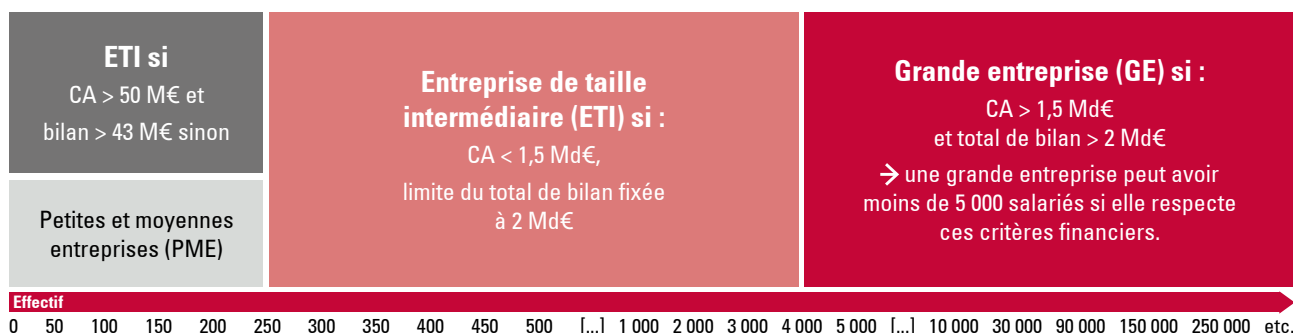 ETI si
CA > 50 M€ et
bilan > 43 M€ sinon
Petites et moyennes
entreprises (PME)
Entreprise de taille
intermédiaire (ETI) si :
CA < 1,5 Md€,
limite du total de bilan fixée
à 2 Md€
Grande entreprise (GE) si :
CA > 1,5 Md€
et total de bilan > 2 Md€
→ une grande entreprise peut avoir
moins de 5 000 salariés si elle respecte
ces critères financiers.
Effectif
0 50 100 150 200 250 300 350 400 450 500 [...] 1 000 2 000 3 000 4 000 5 000 [...] 10 000 30 000 90 000 150 000 250 000 etc.